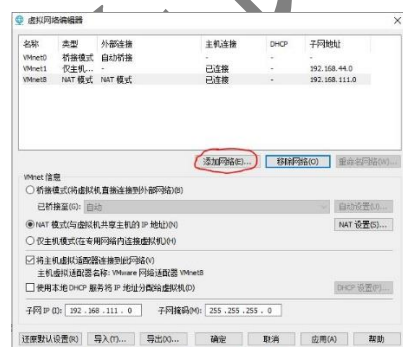 虚拟网络编辑器
名称 类型 外部连接 主机连接 DHCP 子网地址
VMnet0 桥接模式 自动桥接 - - -
VMnet1 仅主机... - 已连接 - 192.168.44.0
VMnet8 NAT 模式 NAT 模式 已连接 - 192.168.111.0
添加网络(E)... 移除网络(O) 重命名网络(W)...
VMnet 信息
桥接模式(将虚拟机直接连接到外部网络)(B)
已桥接至(G): 自动 自动设置(U)...
NAT 模式(与虚拟机共享主机的 IP 地址)(N) NAT 设置(S)...
仅主机模式(在专用网络内连接虚拟机)(H)
将主机虚拟适配器连接到此网络(V)
主机虚拟适配器名称: VMware 网络适配器 VMnet8
使用本地 DHCP 服务将 IP 地址分配给虚拟机(D) DHCP 设置(P)...
子网 IP (I): 192 . 168 . 111 . 0 子网掩码(M): 255 . 255 . 255 . 0
还原默认设置(R) 导入(T)... 导出(X)... 确定 取消 应用(A) 帮助